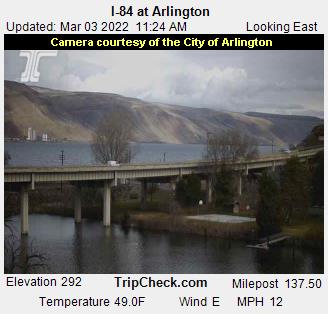 I-84 at Arlington
Updated: Mar 03 2022 11:24 AM Looking East
Camera courtesy of the City of Arlington
Elevation 292 TripCheck.com Milepost 137.50
Temperature 49.0F Wind E MPH 12